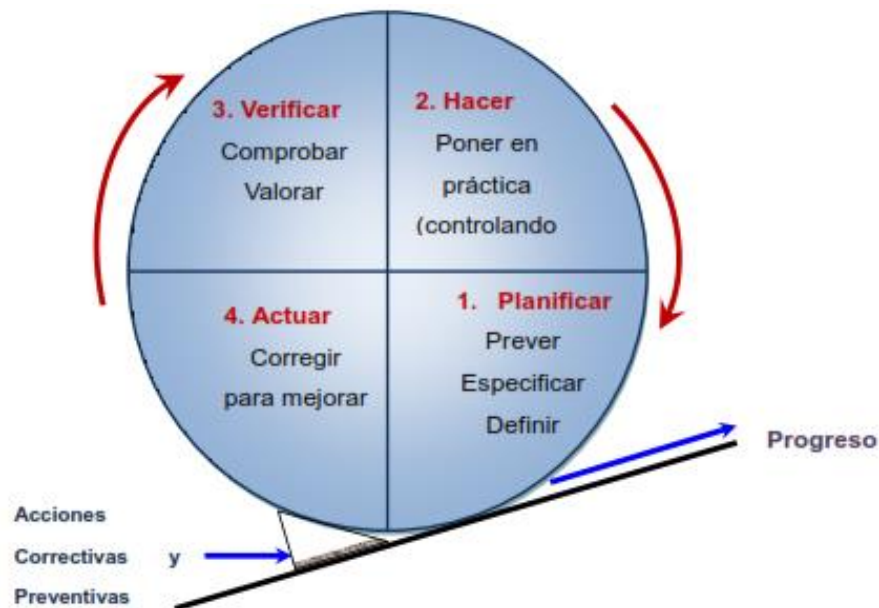 3. Verificar
Comprobar
Valorar
2. Hacer
Poner en
práctica
(controlando
4. Actuar
Corregir
para mejorar
1. Planificar
Prever
Especificar
Definir
Progreso
Acciones
Correctivas y
Preventivas